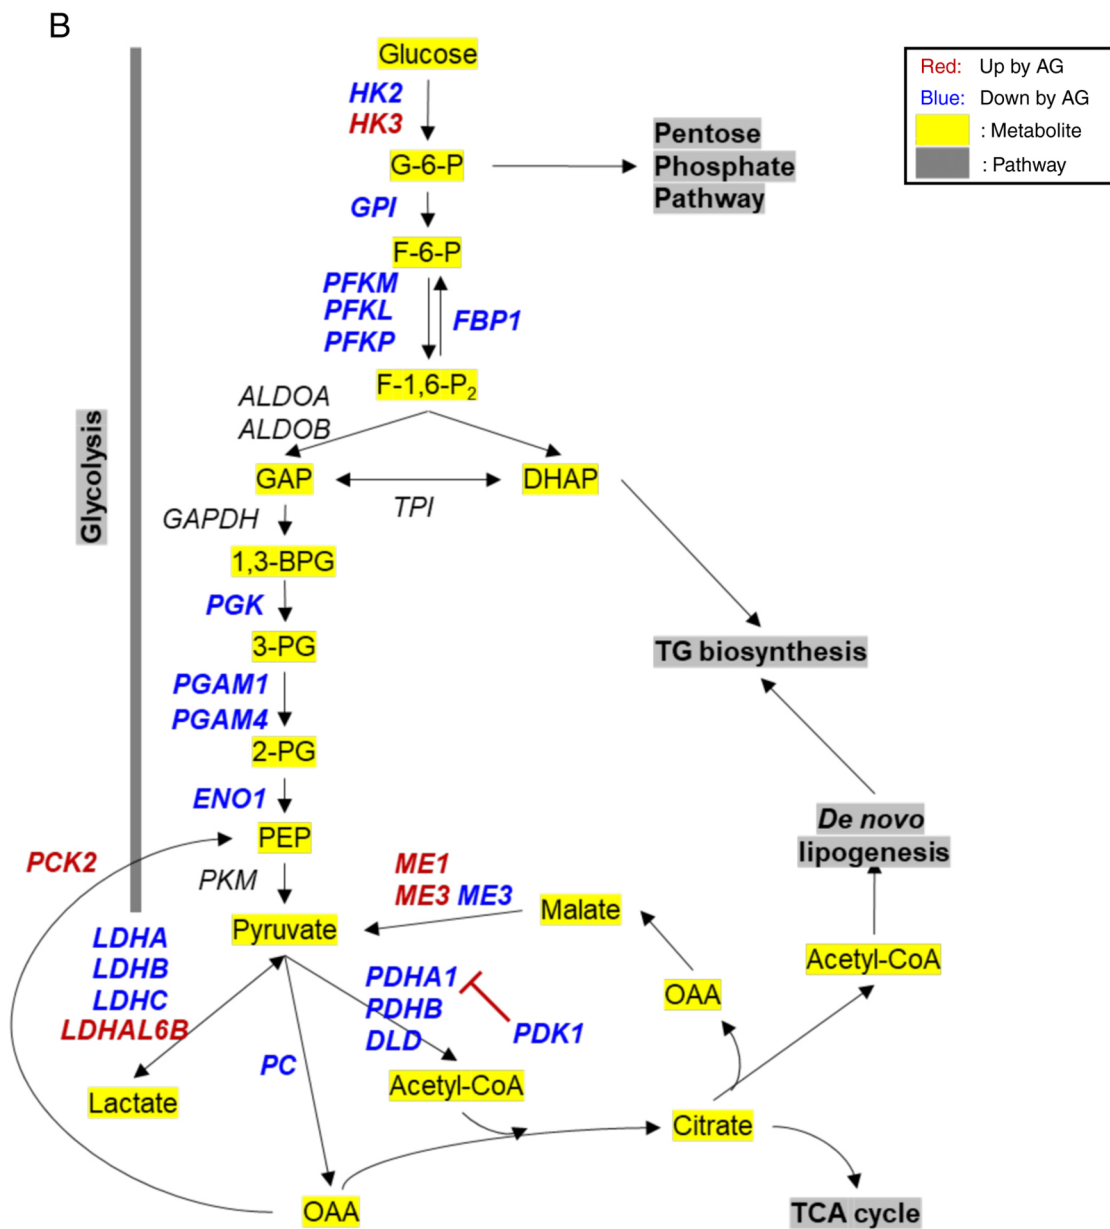 B
Glucose
Red: Up by AG
Blue: Down by AG
: Metabolite
: Pathway
HK2
HK3
G-6-P
Pentose
Phosphate
Pathway
GPI
F-6-P
PFKM
PFKL
PFKP
FBP1
F-1,6-P2
ALDOA
ALDOB
GAP
DHAP
TPI
Glycolysis
GAPDH
1,3-BPG
PGK
3-PG
TG biosynthesis
PGAM1
PGAM4
2-PG
ENO1
PEP
De novo
lipogenesis
PCK2
PKM
ME1
ME3 ME3
Malate
Pyruvate
LDHA
LDHB
LDHC
LDHAL6B
Acetyl-CoA
PDHA1
PDHB
DLD
PDK1
OAA
PC
Lactate
Acetyl-CoA
Citrate
OAA
TCA cycle